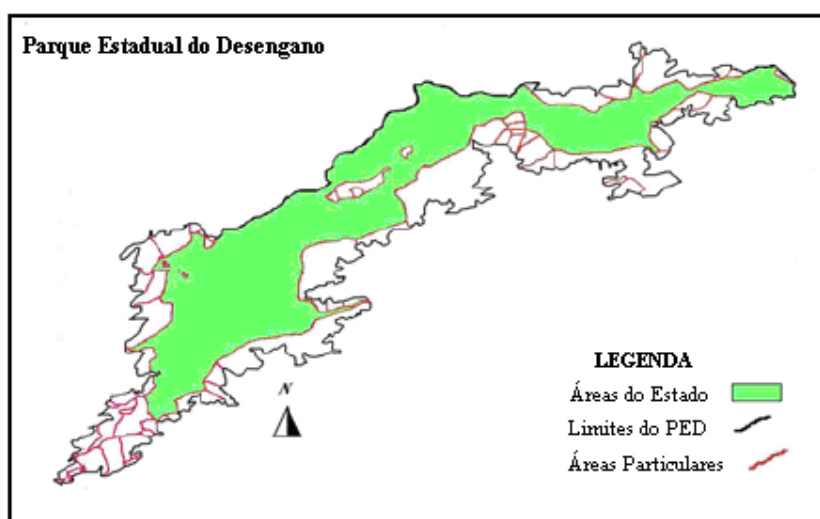 Parque Estadual do Desengano
N
LEGENDA
Áreas do Estado
Limites do PED
Áreas Particulares